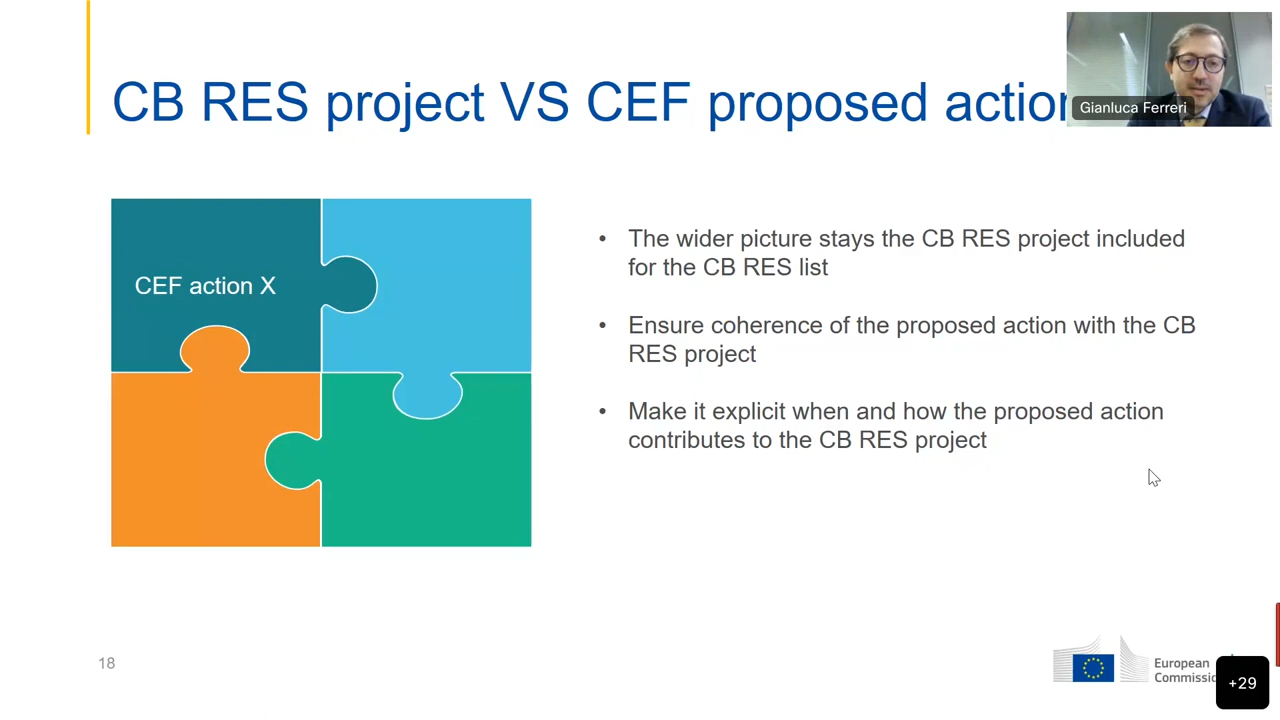 CB RES project VS CEF proposed action
Gianluca Ferreri
CEF action X
• The wider picture stays the CB RES project included
for the CB RES list
• Ensure coherence of the proposed action with the CB
RES project
• Make it explicit when and how the proposed action
contributes to the CB RES project
18
European
Commissi
+29